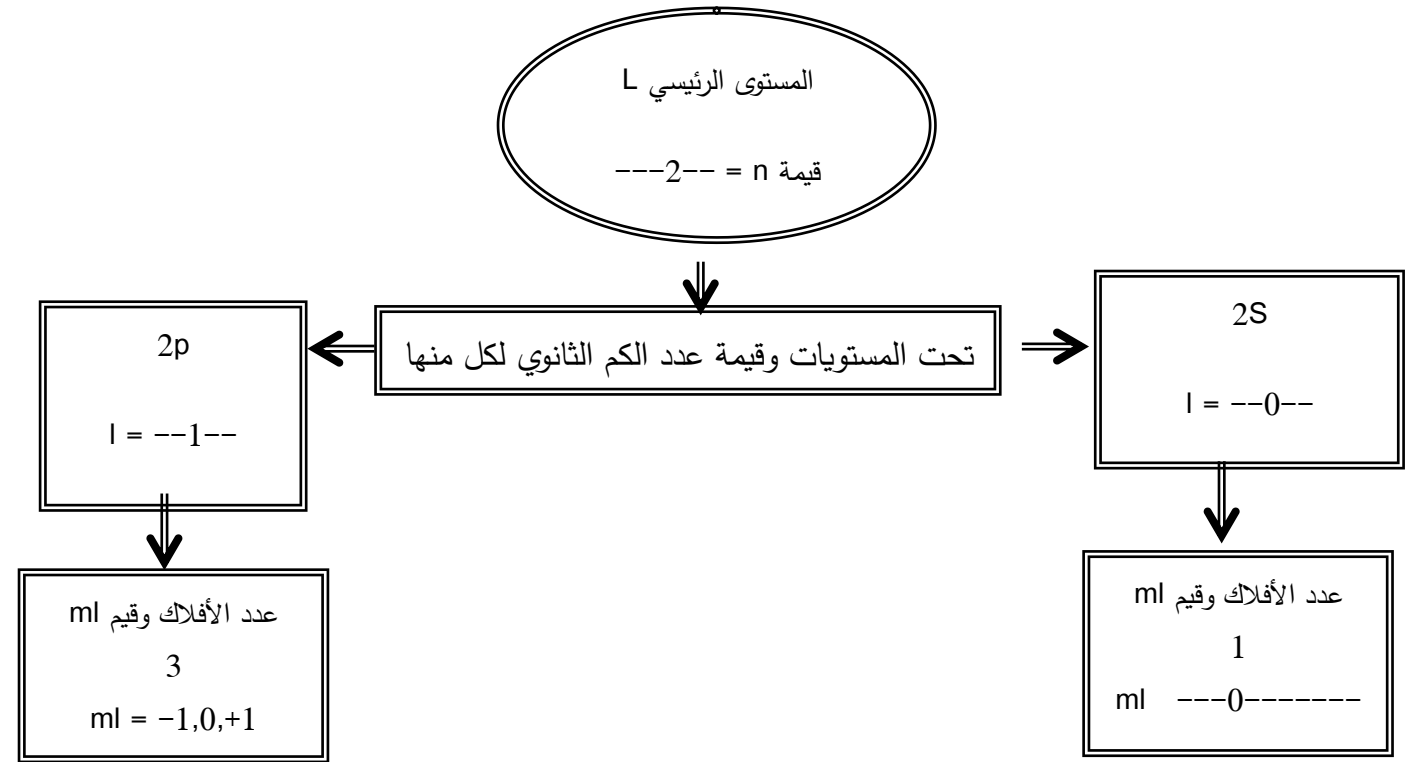 المستوى الرئيسي L
قيمة n = --2---
تحت المستويات وقيمة عدد الكم الثانوي لكل منها
2S
l = --0--
عدد الأفلاك وقيم ml
1
ml ---0-------
2p
l = --1--
عدد الأفلاك وقيم ml
3
ml = -1,0,+1